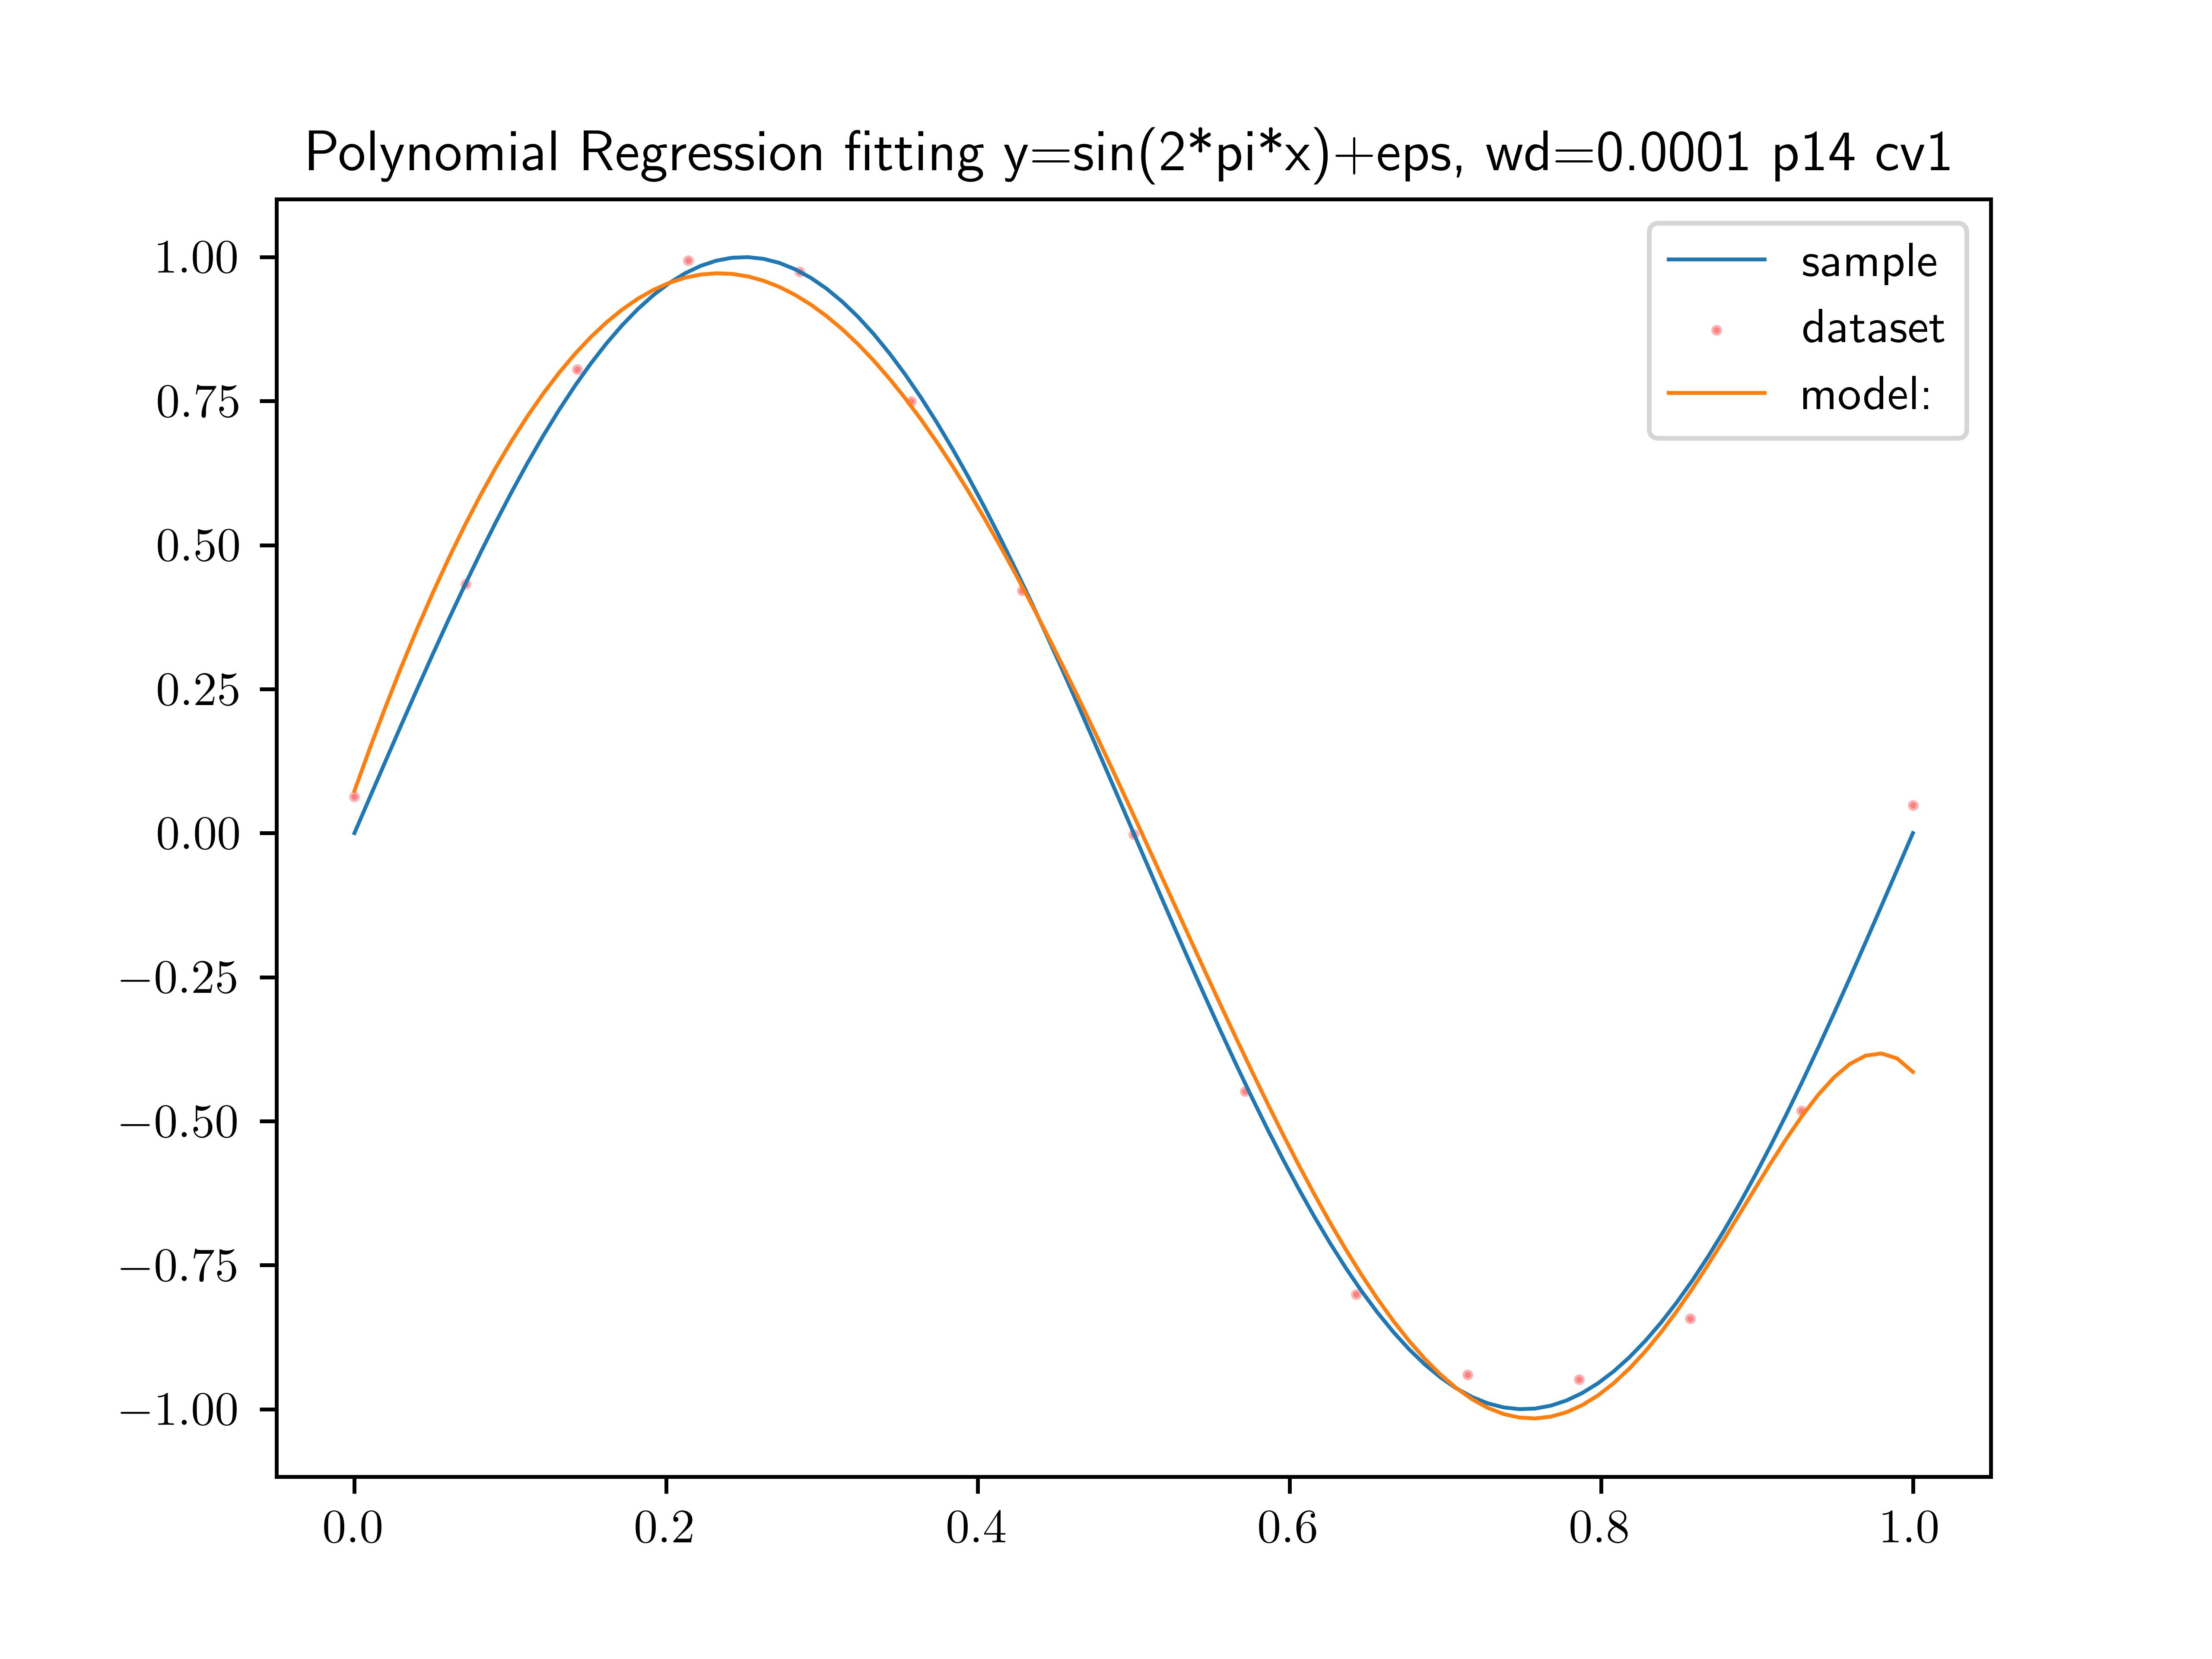 Polynomial Regression fitting y=sin(2*pi*x)+eps, wd=0.0001 p14 cv1
sample
dataset
model:
1.00
0.75
0.50
0.25
0.00
−0.25
−0.50
−0.75
−1.00
0.0 0.2 0.4 0.6 0.8 1.0